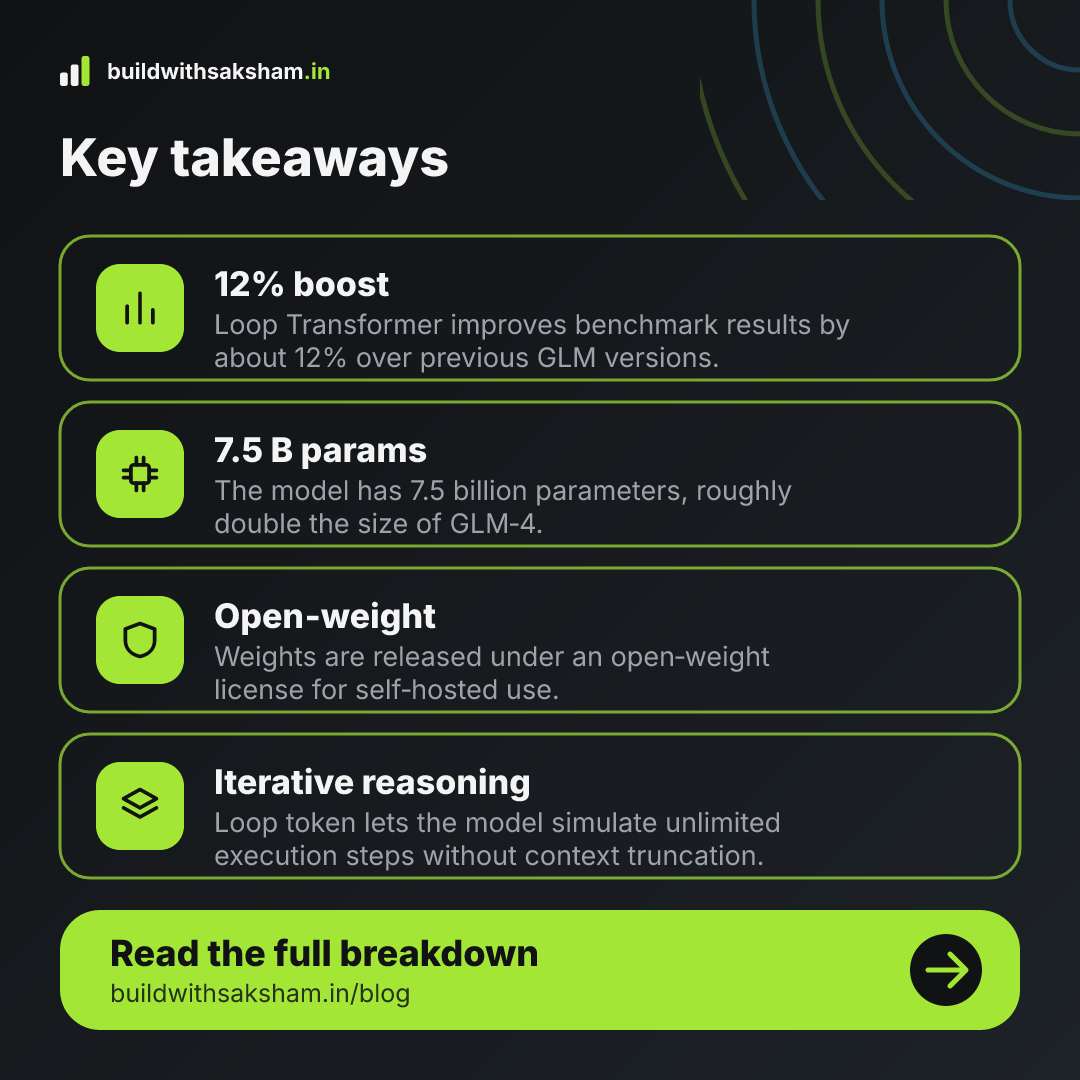 buildwithsaksham.in
Key takeaways
12% boost
Loop Transformer improves benchmark results by
about 12% over previous GLM versions.
7.5 B params
The model has 7.5 billion parameters, roughly
double the size of GLM-4.
Open-weight
Weights are released under an open-weight
license for self-hosted use.
Iterative reasoning
Loop token lets the model simulate unlimited
execution steps without context truncation.
Read the full breakdown
buildwithsaksham.in/blog